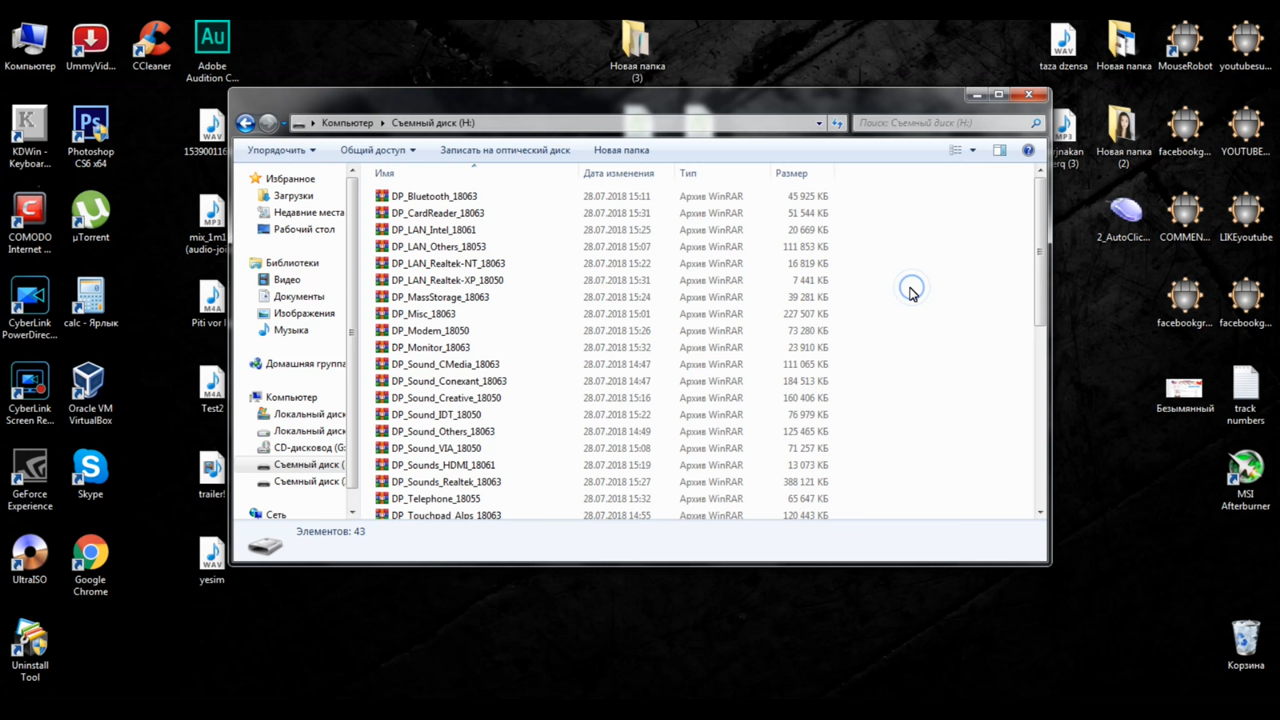 Компьютер
UmmyVid...
CCleaner
Au
Adobe
Audition C...
Новая папка
(3)
WAV
taza dzensa
Новая папка
MouseRobot
youtubesu...
KDWin -
Keyboar...
Ps
Photoshop
CS6 x64
WAV
153900116
MP3
rjnakan
erq (3)
Новая папка
(2)
facebookg...
YOUTUBE...
COMODO
Internet ...
µTorrent
MP3
mix_1m1
(audio-joi
2_AutoClic...
COMMEN...
LIKEyoutube
CyberLink
PowerDirec...
calc - Ярлык
M4A
Piti vor l
facebookgr...
facebookg...
CyberLink
Screen Re...
Oracle VM
VirtualBox
M4A
Test2
Безымянный
track
numbers
GeForce
Experience
Skype
trailer!
MSI
Afterburner
UltraISO
Google
Chrome
WAV
yesim
Uninstall
Tool
Корзина
Компьютер
Съемный диск (H:)
Поиск: Съемный диск (H:)
Упорядочить
Общий доступ
Записать на оптический диск
Новая папка
Избранное
Загрузки
Недавние места
Рабочий стол
Библиотеки
Видео
Документы
Изображения
Музыка
Домашняя группа
Компьютер
Локальный диск
Локальный диск
CD-дисковод (G:
Съемный диск (
Съемный диск (
Сеть
Имя Дата изменения Тип Размер
DP_Bluetooth_18063 28.07.2018 15:11 Архив WinRAR 45 925 КБ
DP_CardReader_18063 28.07.2018 15:31 Архив WinRAR 51 544 КБ
DP_LAN_Intel_18061 28.07.2018 15:25 Архив WinRAR 20 669 КБ
DP_LAN_Others_18053 28.07.2018 15:07 Архив WinRAR 111 853 КБ
DP_LAN_Realtek-NT_18063 28.07.2018 15:22 Архив WinRAR 16 819 КБ
DP_LAN_Realtek-XP_18050 28.07.2018 15:31 Архив WinRAR 7 441 КБ
DP_MassStorage_18063 28.07.2018 15:24 Архив WinRAR 39 281 КБ
DP_Misc_18063 28.07.2018 15:01 Архив WinRAR 227 507 КБ
DP_Modem_18050 28.07.2018 15:26 Архив WinRAR 73 280 КБ
DP_Monitor_18063 28.07.2018 15:32 Архив WinRAR 23 910 КБ
DP_Sound_CMedia_18063 28.07.2018 14:47 Архив WinRAR 111 065 КБ
DP_Sound_Conexant_18063 28.07.2018 14:47 Архив WinRAR 184 513 КБ
DP_Sound_Creative_18050 28.07.2018 15:16 Архив WinRAR 160 406 КБ
DP_Sound_IDT_18050 28.07.2018 15:22 Архив WinRAR 76 979 КБ
DP_Sound_Others_18063 28.07.2018 14:49 Архив WinRAR 125 465 КБ
DP_Sound_VIA_18050 28.07.2018 15:08 Архив WinRAR 71 257 КБ
DP_Sounds_HDMI_18061 28.07.2018 15:19 Архив WinRAR 13 073 КБ
DP_Sounds_Realtek_18063 28.07.2018 15:27 Архив WinRAR 388 121 КБ
DP_Telephone_18055 28.07.2018 15:32 Архив WinRAR 65 647 КБ
DP_Touchpad_Alps_18063 28.07.2018 14:55 Архив WinRAR 120 443 КБ
Элементов: 43